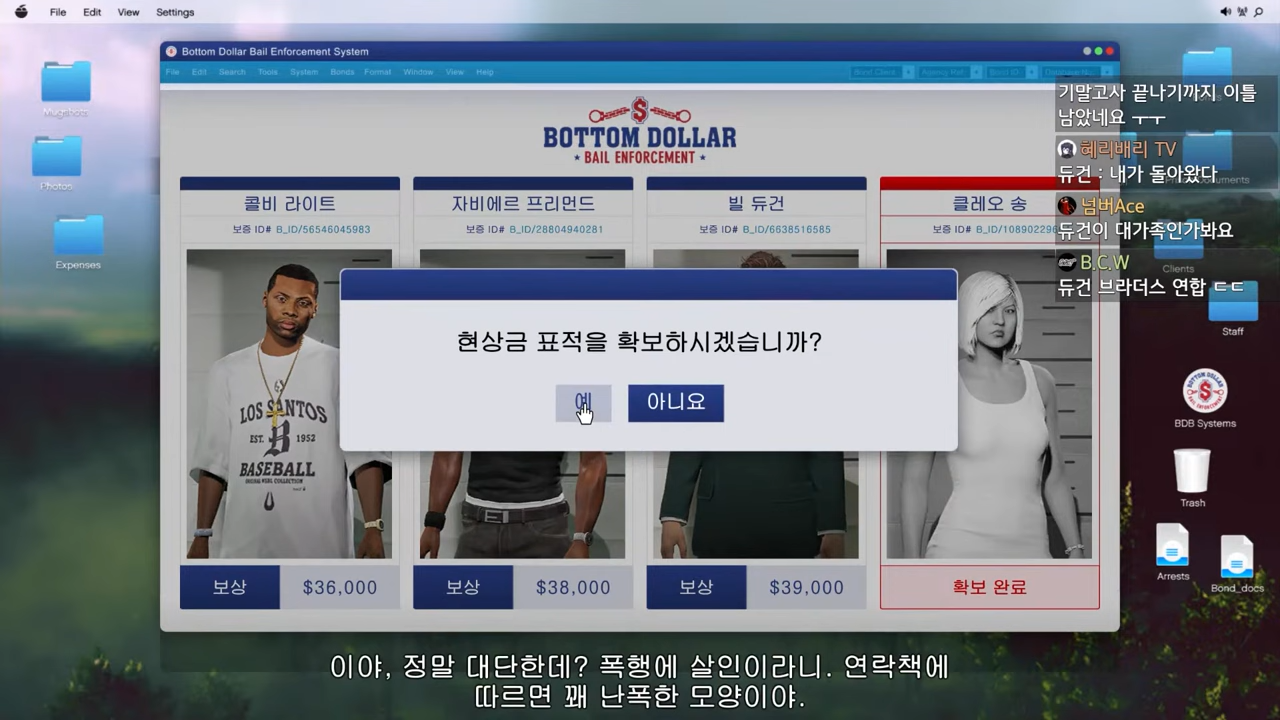 File Edit View Settings
Bottom Dollar Bail Enforcement System
File Edit Search Tools System Bonds Format Window View Help
Mugshots
Photos
Expenses
$
BOTTOM DOLLAR
BAIL ENFORCEMENT
콜비 라이트
보증 ID# B_ID/56546045983
자비에르 프리먼드
보증 ID# B_ID/28804940281
빌 듀건
보증 ID# B_ID/6638516585
클레오 송
보증 ID# B_ID/108902296
LOS SANTOS
EST. B 1952
BASEBALL
현상금 표적을 확보하시겠습니까?
예 아니요
보상 $36,000
보상 $38,000
보상 $39,000
확보 완료
기말고사 끝나기까지 이틀
남았네요 ㅜㅜ
혜리배리 TV
듀건 : 내가 돌아왔다
넘버Ace
듀건이 대가족인가봐요
B.C.W
듀건 브라더스 연합 ㄷㄷ
Clients
Staff
BOTTOM DOLLAR
BDB Systems
Trash
Arrests
Bond_docs
이야, 정말 대단한데? 폭행에 살인이라니. 연락책에
따르면 꽤 난폭한 모양이야.